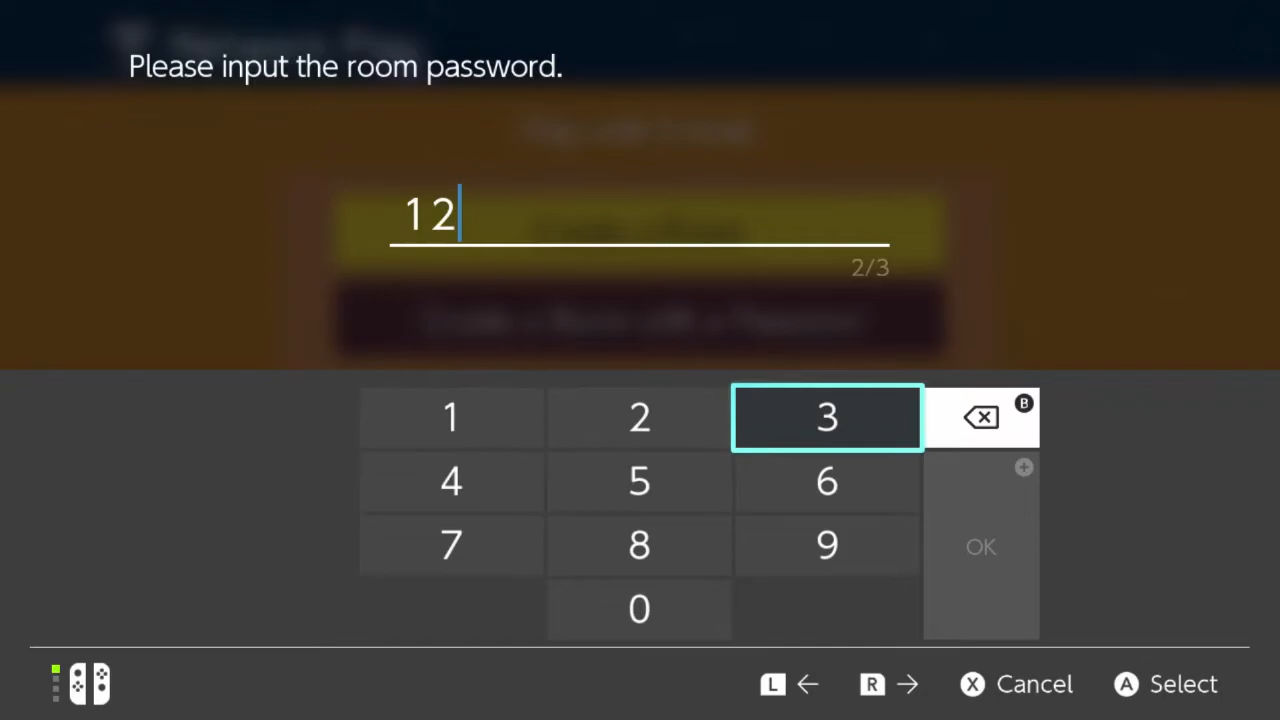 Please input the room password.
12
2/3
1 2 3 B
4 5 6 +
7 8 9 OK
0
L ← R → X Cancel A Select